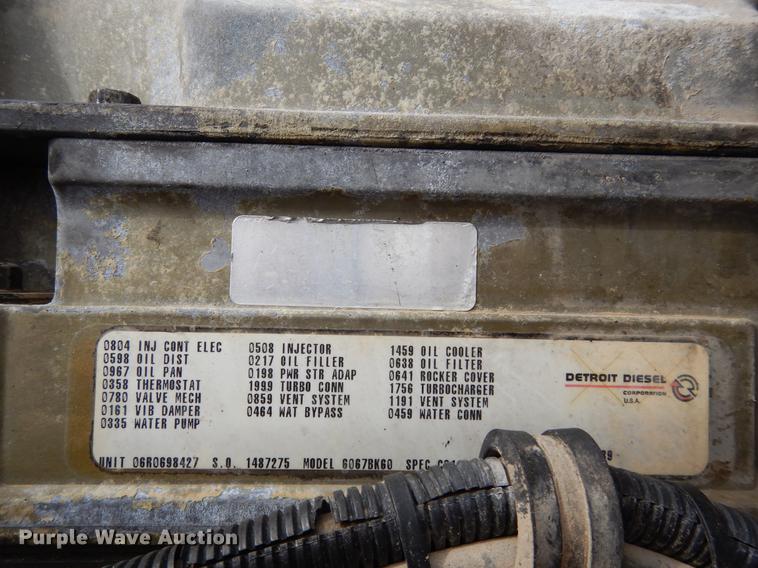 0804 INJ CONT ELEC
0598 OIL DIST
0967 OIL PAN
0358 THERMOSTAT
0780 VALVE MECH
0161 VIB DAMPER
0335 WATER PUMP
0508 INJECTOR
0217 OIL FILLER
0198 PWR STR ADAP
1999 TURBO CONN
0859 VENT SYSTEM
0464 WAT BYPASS
1459 OIL COOLER
0638 OIL FILTER
0641 ROCKER COVER
1756 TURBOCHARGER
1191 VENT SYSTEM
0459 WATER CONN
DETROIT DIESEL
CORPORATION
U.S.A.
UNIT 06R0698427 S.O. 1487275 MODEL 6067BK60 SPEC
Purple Wave Auction